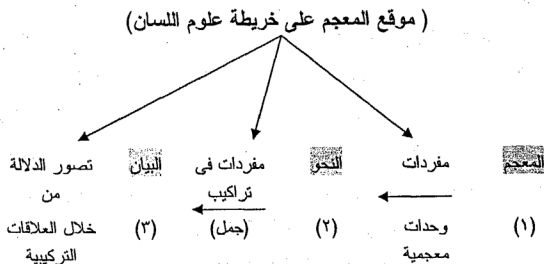 ( موقع المعجم على خريطة علوم اللسان)
المعجم مفردات النحو مفردات فى البيان تصور الدلالة
تراكيب من
(١) وحدات (٢) (جمل) (٣) خلال العلاقات
معجمية التركيبية